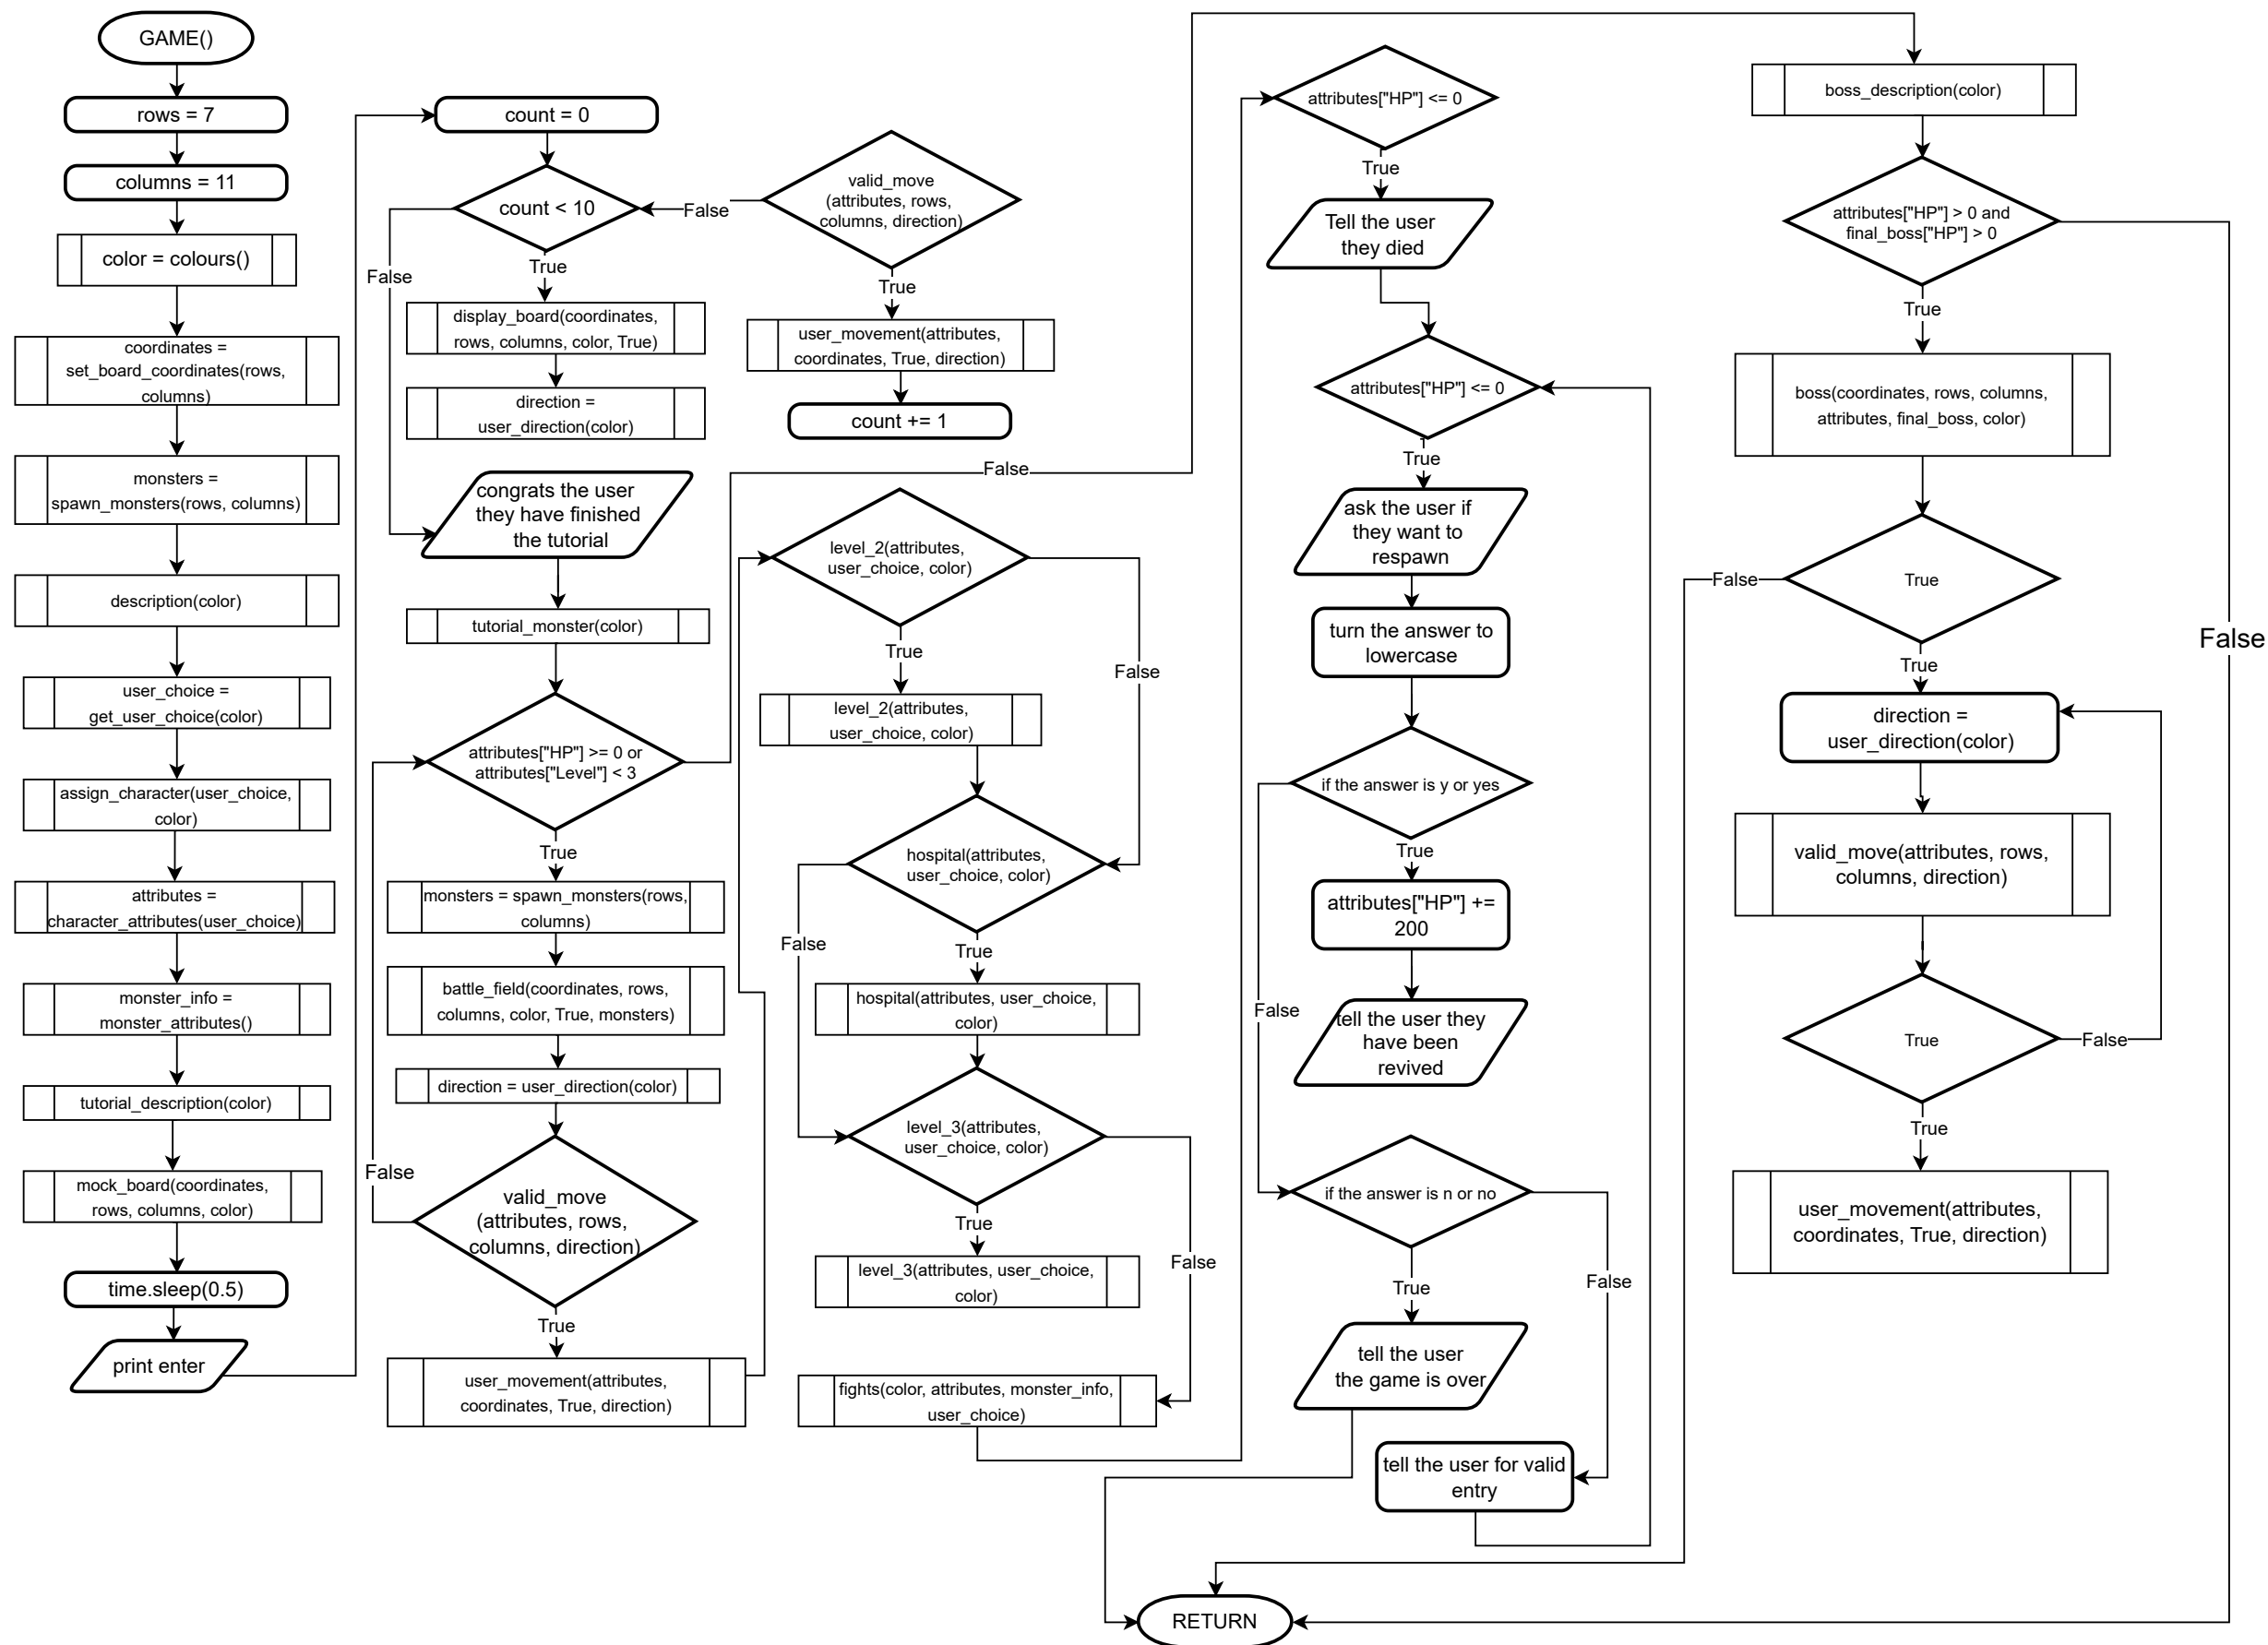 GAME()
rows = 7
columns = 11
color = colours()
coordinates =
set_board_coordinates(rows,
columns)
monsters =
spawn_monsters(rows, columns)
description(color)
user_choice =
get_user_choice(color)
assign_character(user_choice,
color)
attributes =
character_attributes(user_choice)
monster_info =
monster_attributes()
tutorial_description(color)
mock_board(coordinates,
rows, columns, color)
time.sleep(0.5)
print enter
count = 0
count < 10
False
True
display_board(coordinates,
rows, columns, color, True)
direction =
user_direction(color)
congrats the user
they have finished
the tutorial
tutorial_monster(color)
attributes["HP"] >= 0 or
attributes["Level"] < 3
True
monsters = spawn_monsters(rows,
columns)
battle_field(coordinates, rows,
columns, color, True, monsters)
direction = user_direction(color)
False
valid_move
(attributes, rows,
columns, direction)
True
user_movement(attributes,
coordinates, True, direction)
valid_move
(attributes, rows,
columns, direction)
False
True
user_movement(attributes,
coordinates, True, direction)
count += 1
False
level_2(attributes,
user_choice, color)
True
False
level_2(attributes,
user_choice, color)
hospital(attributes,
user_choice, color)
False
True
hospital(attributes, user_choice,
color)
level_3(attributes,
user_choice, color)
True
False
level_3(attributes, user_choice,
color)
fights(color, attributes, monster_info,
user_choice)
attributes["HP"] <= 0
True
Tell the user
they died
attributes["HP"] <= 0
True
ask the user if
they want to
respawn
turn the answer to
lowercase
if the answer is y or yes
True
attributes["HP"] +=
200
False
tell the user they
have been
revived
if the answer is n or no
True
False
tell the user
the game is over
tell the user for valid
entry
RETURN
boss_description(color)
attributes["HP"] > 0 and
final_boss["HP"] > 0
True
False
boss(coordinates, rows, columns,
attributes, final_boss, color)
True
False
True
direction =
user_direction(color)
valid_move(attributes, rows,
columns, direction)
True
False
True
user_movement(attributes,
coordinates, True, direction)